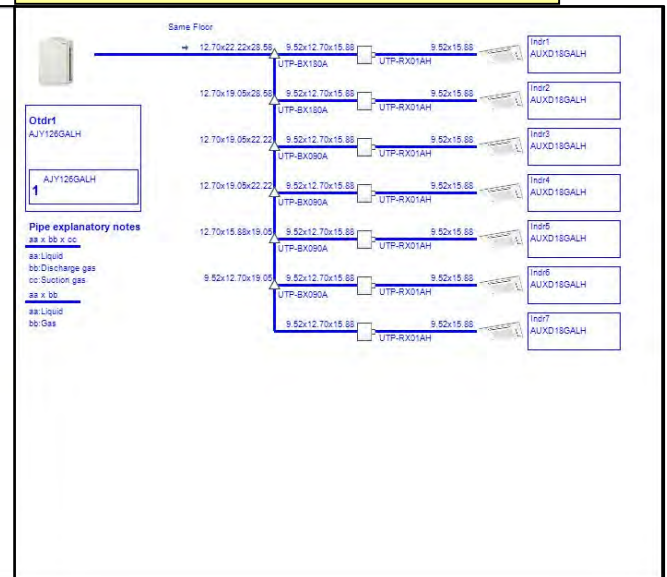 Same Floor
12.70x22.22x28.58 9.52x12.70x15.88 9.52x15.88 Indr1
UTP-BX180A UTP-RX01AH AUXD18GALH
12.70x19.05x28.58 9.52x12.70x15.88 9.52x15.88 Indr2
UTP-BX180A UTP-RX01AH AUXD18GALH
Otdr1
AJY126GALH
12.70x19.05x22.22 9.52x12.70x15.88 9.52x15.88 Indr3
UTP-BX090A UTP-RX01AH AUXD18GALH
AJY126GALH
1
12.70x19.05x22.22 9.52x12.70x15.88 9.52x15.88 Indr4
UTP-BX090A UTP-RX01AH AUXD18GALH
Pipe explanatory notes
aa x bb x cc
aa:Liquid
bb:Discharge gas
cc:Suction gas
aa x bb
aa:Liquid
bb:Gas
12.70x15.88x19.05 9.52x12.70x15.88 9.52x15.88 Indr5
UTP-BX090A UTP-RX01AH AUXD18GALH
9.52x12.70x19.05 9.52x12.70x15.88 9.52x15.88 Indr6
UTP-BX090A UTP-RX01AH AUXD18GALH
9.52x12.70x15.88 9.52x15.88 Indr7
UTP-RX01AH AUXD18GALH